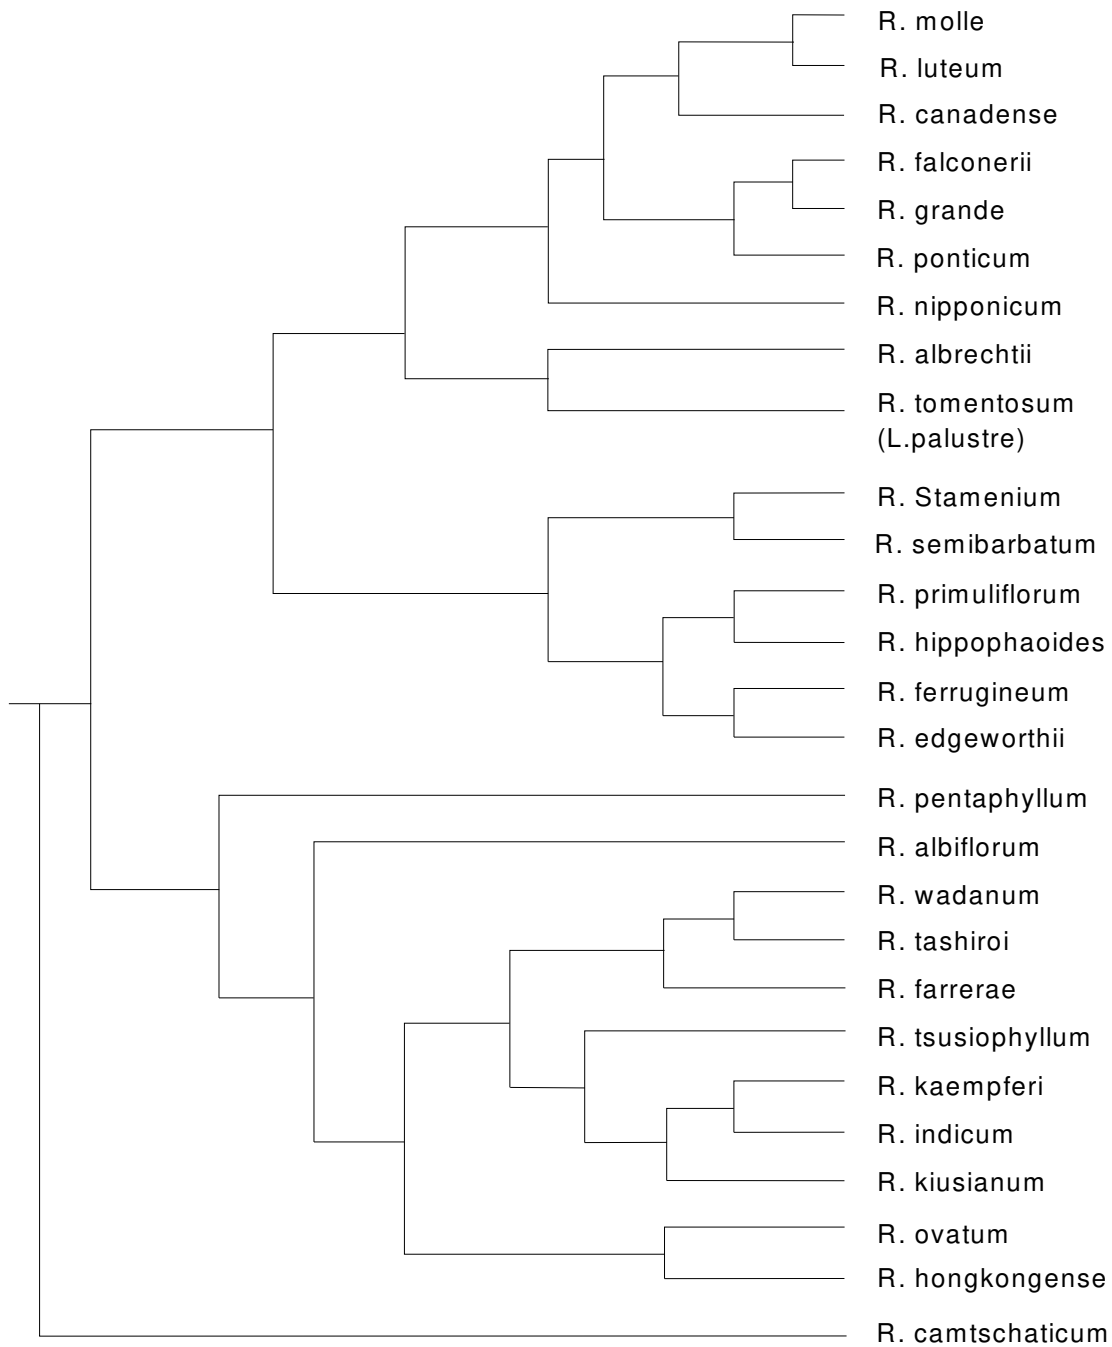 R. molle
R. luteum
R. canadense
R. falconerii
R. grande
R. ponticum
R. nipponicum
R. albrechtii
R. tomentosum
(L.palustre)
R. Stamenium
R. semibarbatum
R. primuliflorum
R. hippophaoides
R. ferrugineum
R. edgeworthii
R. pentaphyllum
R. albiflorum
R. wadanum
R. tashiroi
R. farrerae
R. tsusiophyllum
R. kaempferi
R. indicum
R. kiusianum
R. ovatum
R. hongkongense
R. camtschaticum